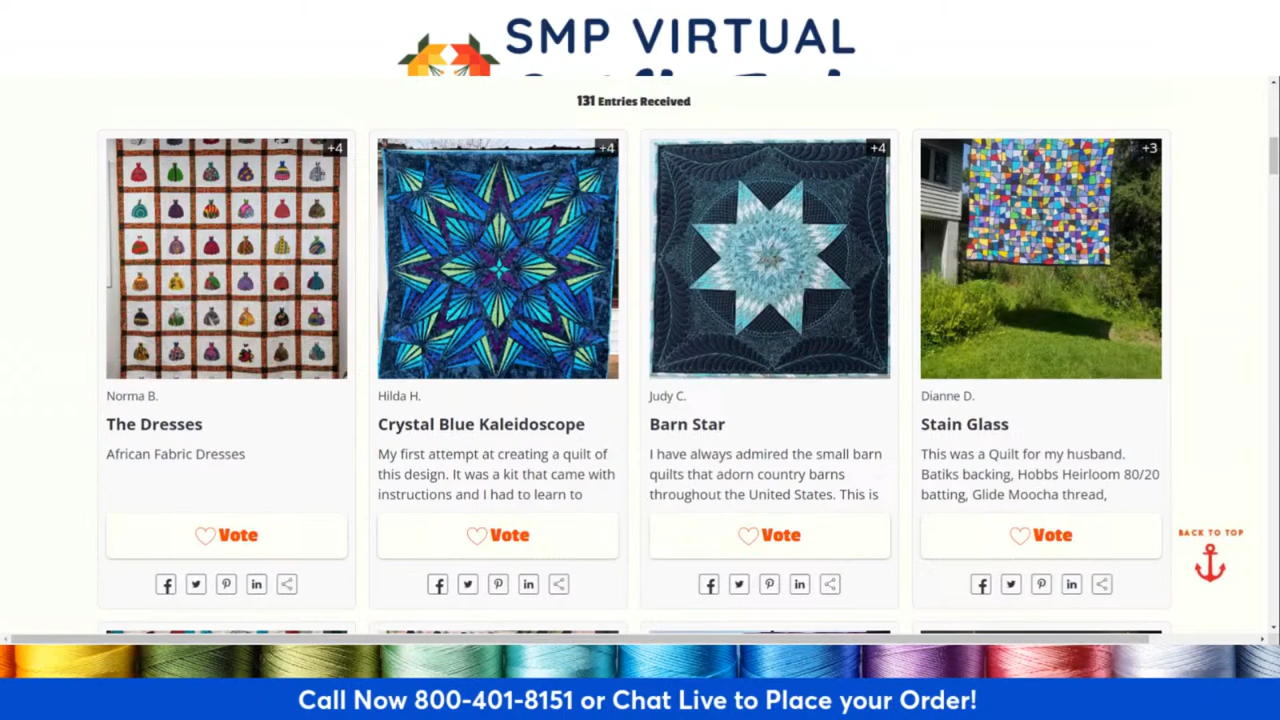 SMP VIRTUAL
131 Entries Received
+4
+4
+4
+3
Norma B.
The Dresses
African Fabric Dresses
Vote
Hilda H.
Crystal Blue Kaleidoscope
My first attempt at creating a quilt of
this design. It was a kit that came with
instructions and I had to learn to
Vote
Judy C.
Barn Star
I have always admired the small barn
quilts that adorn country barns
throughout the United States. This is
Vote
Dianne D.
Stain Glass
This was a Quilt for my husband.
Batiks backing, Hobbs Heirloom 80/20
batting, Glide Moocha thread,
Vote
BACK TO TOP
Call Now 800-401-8151 or Chat Live to Place your Order!